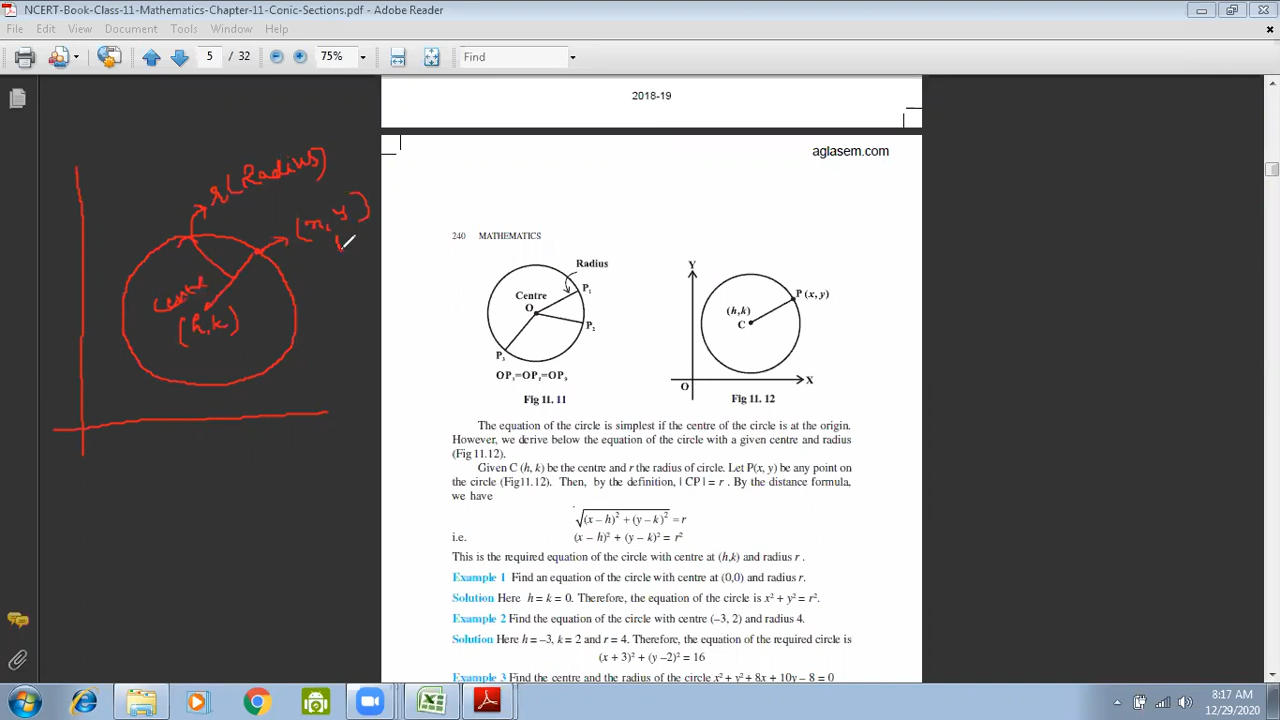 NCERT-Book-Class-11-Mathematics-Chapter-11-Conic-Sections.pdf - Adobe Reader
File Edit View Document Tools Window Help
5 / 32 75% Find
2018-19
aglasem.com
240 MATHEMATICS
r (Radius)
(x, y)
Centre
(h, k)
Radius
Centre
O
P₁
P₂
P₃
OP₁=OP₂=OP₃
Fig 11. 11
Y
P (x, y)
(h,k)
C
O
X
Fig 11. 12
The equation of the circle is simplest if the centre of the circle is at the origin.
However, we derive below the equation of the circle with a given centre and radius
(Fig 11.12).
Given C (h, k) be the centre and r the radius of circle. Let P(x, y) be any point on
the circle (Fig11.12). Then, by the definition, | CP | = r . By the distance formula,
we have
√(x – h)² + (y – k)² = r
i.e. (x – h)² + (y – k)² = r²
This is the required equation of the circle with centre at (h,k) and radius r .
Example 1 Find an equation of the circle with centre at (0,0) and radius r.
Solution Here h = k = 0. Therefore, the equation of the circle is x² + y² = r².
Example 2 Find the equation of the circle with centre (–3, 2) and radius 4.
Solution Here h = –3, k = 2 and r = 4. Therefore, the equation of the required circle is
(x + 3)² + (y –2)² = 16
Example 3 Find the centre and the radius of the circle x² + y² + 8x + 10y – 8 = 0
8:17 AM
12/29/2020